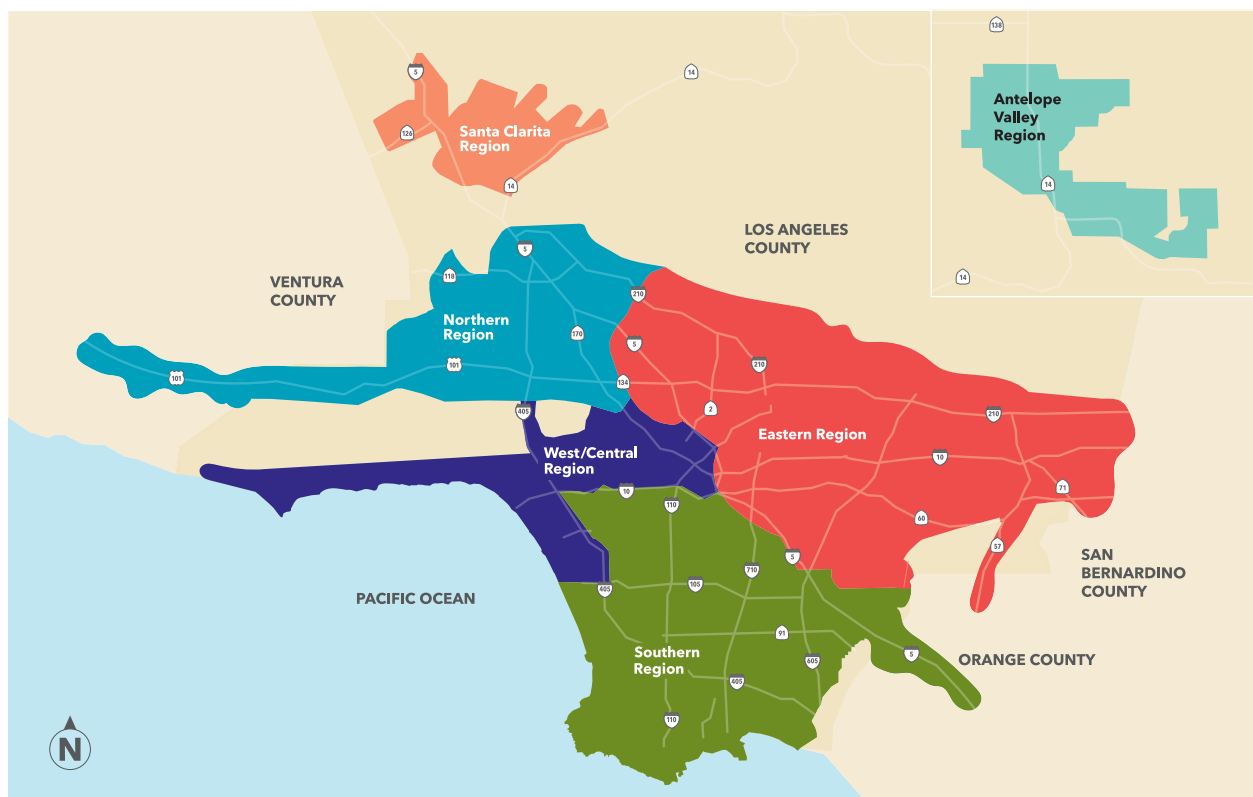 138
5
14
Antelope
Valley
Region
126
Santa Clarita
Region
14
14
LOS ANGELES
COUNTY
5
14
VENTURA
COUNTY
118
210
Northern
Region
170
5
101
210
101
134
405
2
210
Eastern Region
West/Central
Region
10
10
71
110
60
57
5
SAN
BERNARDINO
COUNTY
710
PACIFIC OCEAN
405
105
91
Southern
Region
605
5
ORANGE COUNTY
405
110
N